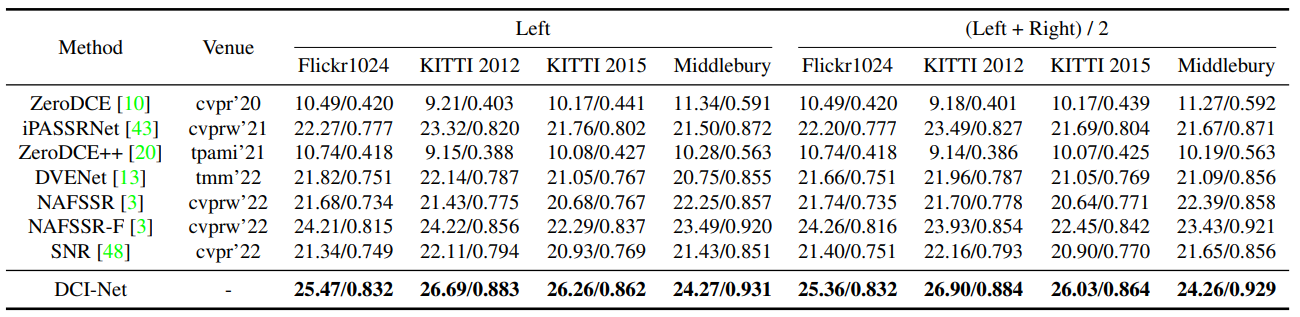 Method Venue Left (Left + Right) / 2
Flickr1024 KITTI 2012 KITTI 2015 Middlebury Flickr1024 KITTI 2012 KITTI 2015 Middlebury
ZeroDCE [10] cvpr'20 10.49/0.420 9.21/0.403 10.17/0.441 11.34/0.591 10.49/0.420 9.18/0.401 10.17/0.439 11.27/0.592
iPASSRNet [43] cvprw'21 22.27/0.777 23.32/0.820 21.76/0.802 21.50/0.872 22.20/0.777 23.49/0.827 21.69/0.804 21.67/0.871
ZeroDCE++ [20] tpami'21 10.74/0.418 9.15/0.388 10.08/0.427 10.28/0.563 10.74/0.418 9.14/0.386 10.07/0.425 10.19/0.563
DVENet [13] tmm'22 21.82/0.751 22.14/0.787 21.05/0.767 20.75/0.855 21.66/0.751 21.96/0.787 21.05/0.769 21.09/0.856
NAFSSR [3] cvprw'22 21.68/0.734 21.43/0.775 20.68/0.767 22.25/0.857 21.74/0.735 21.70/0.778 20.64/0.771 22.39/0.858
NAFSSR-F [3] cvprw'22 24.21/0.815 24.22/0.856 22.29/0.837 23.49/0.920 24.26/0.816 23.93/0.854 22.45/0.842 23.43/0.921
SNR [48] cvpr'22 21.34/0.749 22.11/0.794 20.93/0.769 21.43/0.851 21.40/0.751 22.16/0.793 20.90/0.770 21.65/0.856
DCI-Net - 25.47/0.832 26.69/0.883 26.26/0.862 24.27/0.931 25.36/0.832 26.90/0.884 26.03/0.864 24.26/0.929